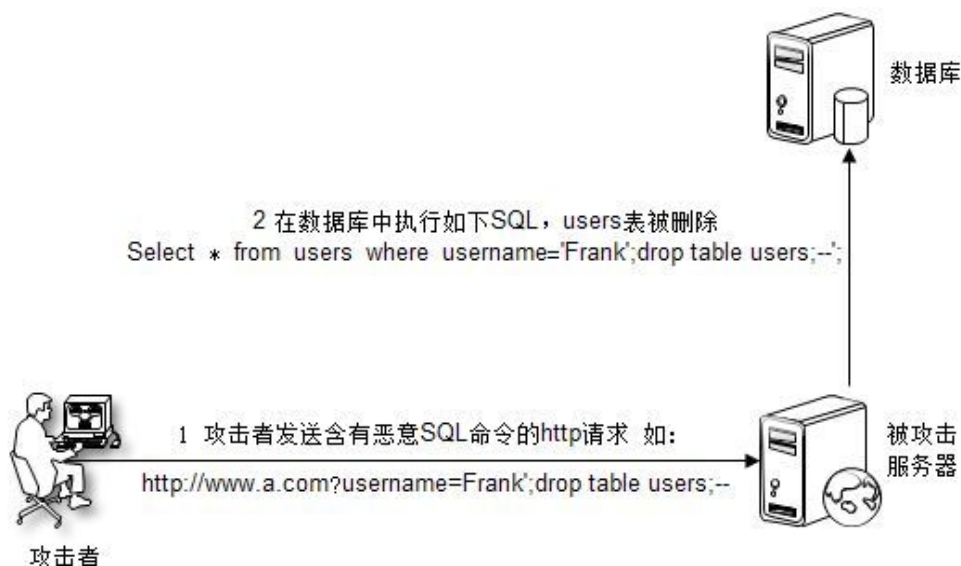 数据库
2 在数据库中执行如下SQL，users表被删除
Select * from users where username='Frank';drop table users;--';
1 攻击者发送含有恶意SQL命令的http请求 如：
http://www.a.com?username=Frank';drop table users;--
被攻击
服务器
攻击者